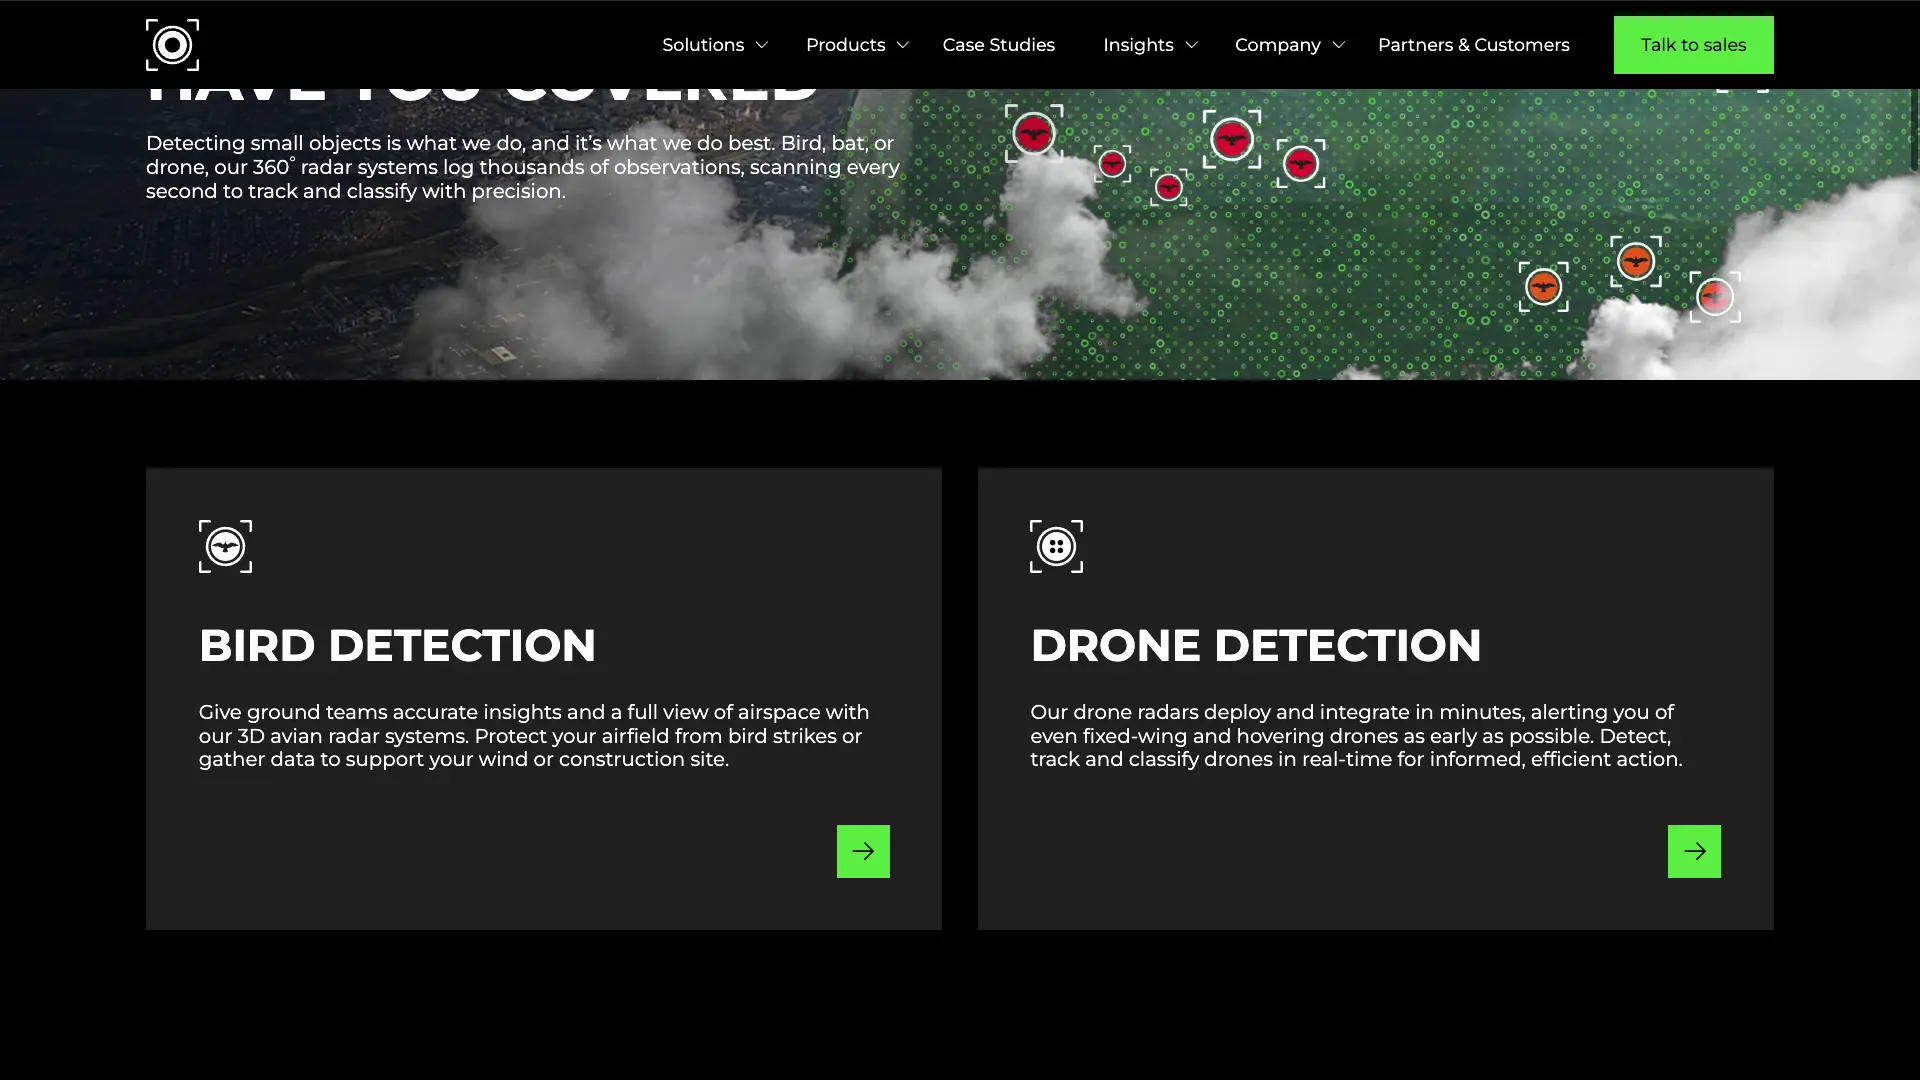 Solutions
Products
Case Studies
Insights
Company
Partners & Customers
Talk to sales
HAVE YOU COVERED
Detecting small objects is what we do, and it’s what we do best. Bird, bat, or
drone, our 360° radar systems log thousands of observations, scanning every
second to track and classify with precision.
BIRD DETECTION
Give ground teams accurate insights and a full view of airspace with
our 3D avian radar systems. Protect your airfield from bird strikes or
gather data to support your wind or construction site.
DRONE DETECTION
Our drone radars deploy and integrate in minutes, alerting you of
even fixed-wing and hovering drones as early as possible. Detect,
track and classify drones in real-time for informed, efficient action.